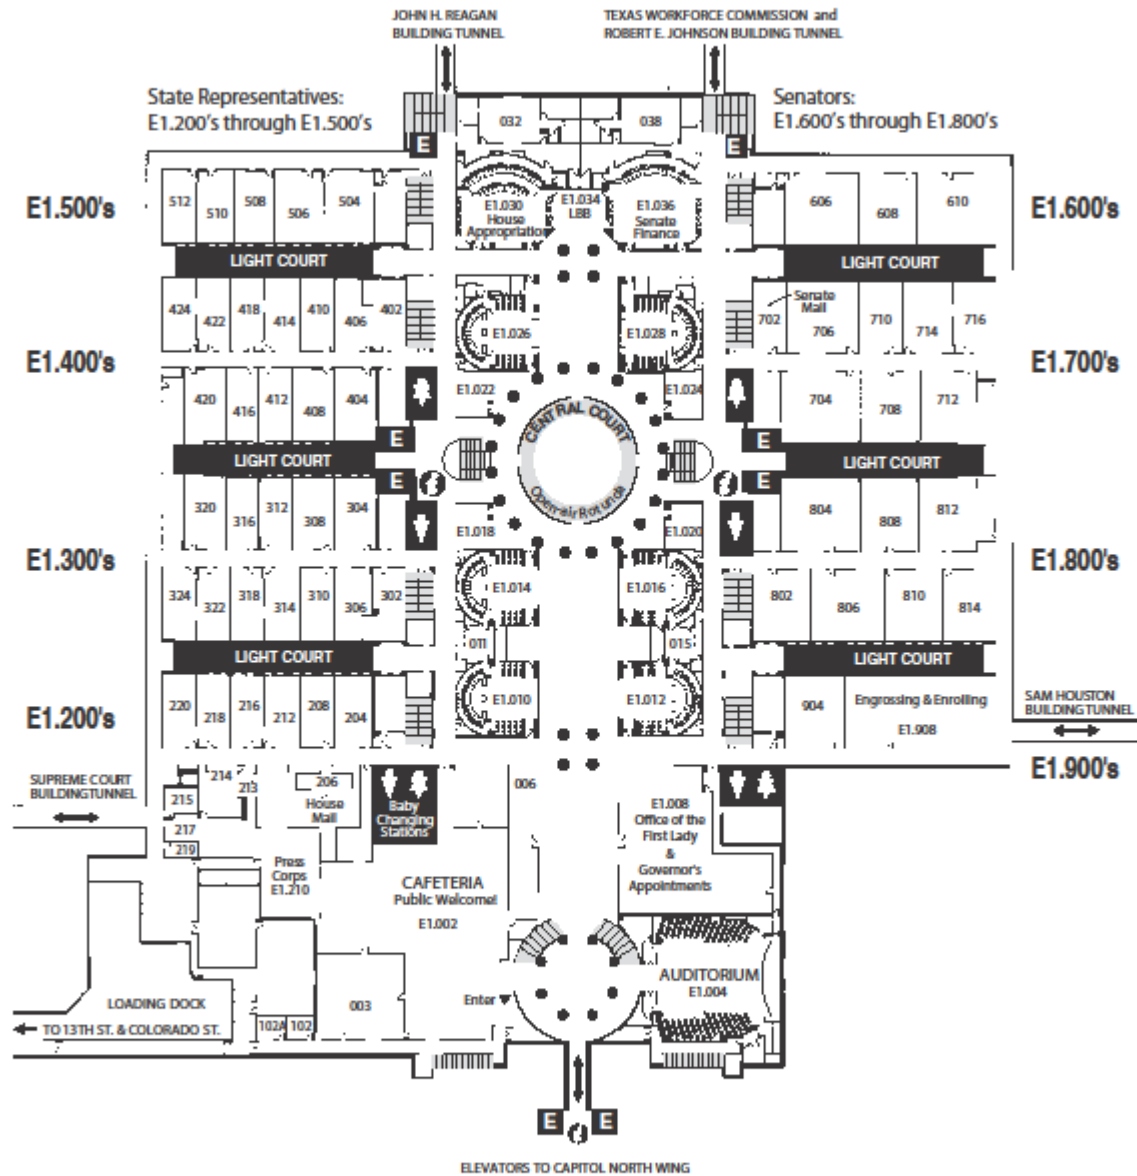 JOHN H. REAGAN
BUILDING TUNNEL
TEXAS WORKFORCE COMMISSION and
ROBERT E. JOHNSON BUILDING TUNNEL
State Representatives:
E1.200's through E1.500's
Senators:
E1.600's through E1.800's
032
038
E
E
E1.500's
512
510
508
506
504
E1.030
House
Appropriation
E1.034
LBB
E1.036
Senate
Finance
606
608
610
E1.600's
LIGHT COURT
LIGHT COURT
424
422
418
414
410
406
402
E1.026
E1.028
702
Senate
Mail
706
710
714
716
E1.400's
E1.700's
420
416
412
408
404
E1.022
E1.024
704
708
712
CENTRAL COURT
Open-air Rotunda
E
E
LIGHT COURT
LIGHT COURT
E
E
320
316
312
308
304
E1.018
E1.020
804
808
812
E1.300's
E1.800's
324
322
318
314
310
306
302
E1.014
E1.016
802
806
810
814
011
015
LIGHT COURT
LIGHT COURT
220
218
216
212
208
204
E1.010
E1.012
904
Engrossing & Enrolling
E1.908
SAM HOUSTON
BUILDING TUNNEL
E1.200's
E1.900's
SUPREME COURT
BUILDING TUNNEL
214
213
215
217
219
206
House
Mail
Baby
Changing
Stations
006
E1.008
Office of the
First Lady
&
Governor's
Appointments
Press
Corps
E1.210
CAFETERIA
Public Welcome!
E1.002
AUDITORIUM
E1.004
LOADING DOCK
003
Enter
TO 13TH ST. & COLORADO ST.
102A
102
E
E
ELEVATORS TO CAPITOL NORTH WING